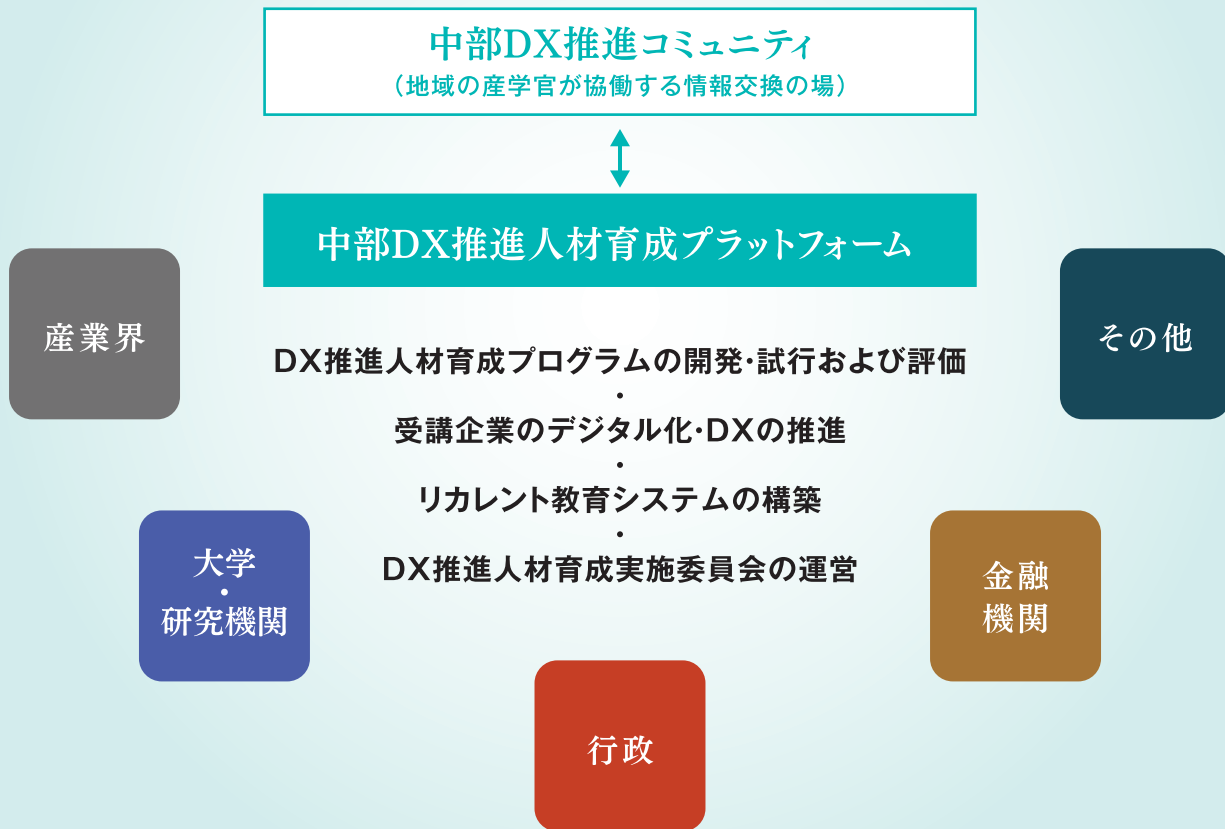 中部DX推進コミュニティ
（地域の産学官が協働する情報交換の場）
中部DX推進人材育成プラットフォーム
産業界
その他
DX推進人材育成プログラムの開発・試行および評価
・
受講企業のデジタル化・DXの推進
・
リカレント教育システムの構築
・
DX推進人材育成実施委員会の運営
大学
・
研究機関
金融
機関
行政